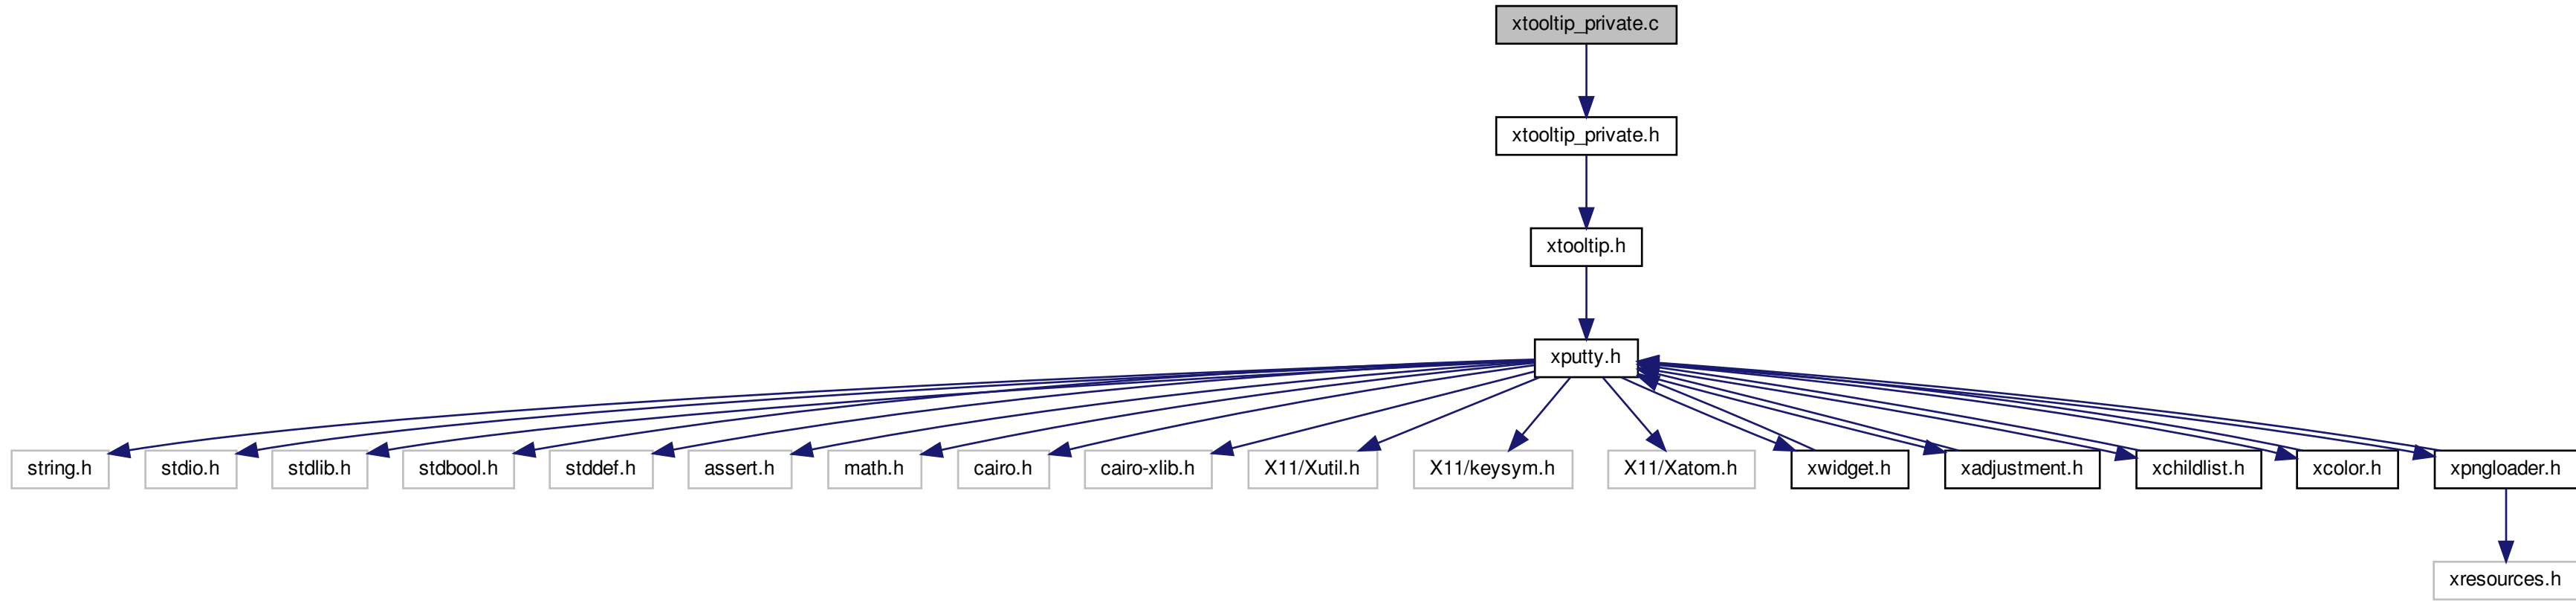 xtooltip_private.c
xtooltip_private.h
xtooltip.h
xputty.h
string.h
stdio.h
stdlib.h
stdbool.h
stddef.h
assert.h
math.h
cairo.h
cairo-xlib.h
X11/Xutil.h
X11/keysym.h
X11/Xatom.h
xwidget.h
xadjustment.h
xchildlist.h
xcolor.h
xpngloader.h
xresources.h